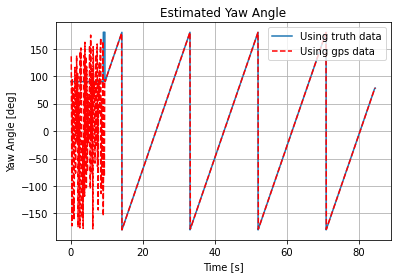 Estimated Yaw Angle
Using truth data
Using gps data
Yaw Angle [deg]
150
100
50
0
−50
−100
−150
0
20
40
60
80
Time [s]